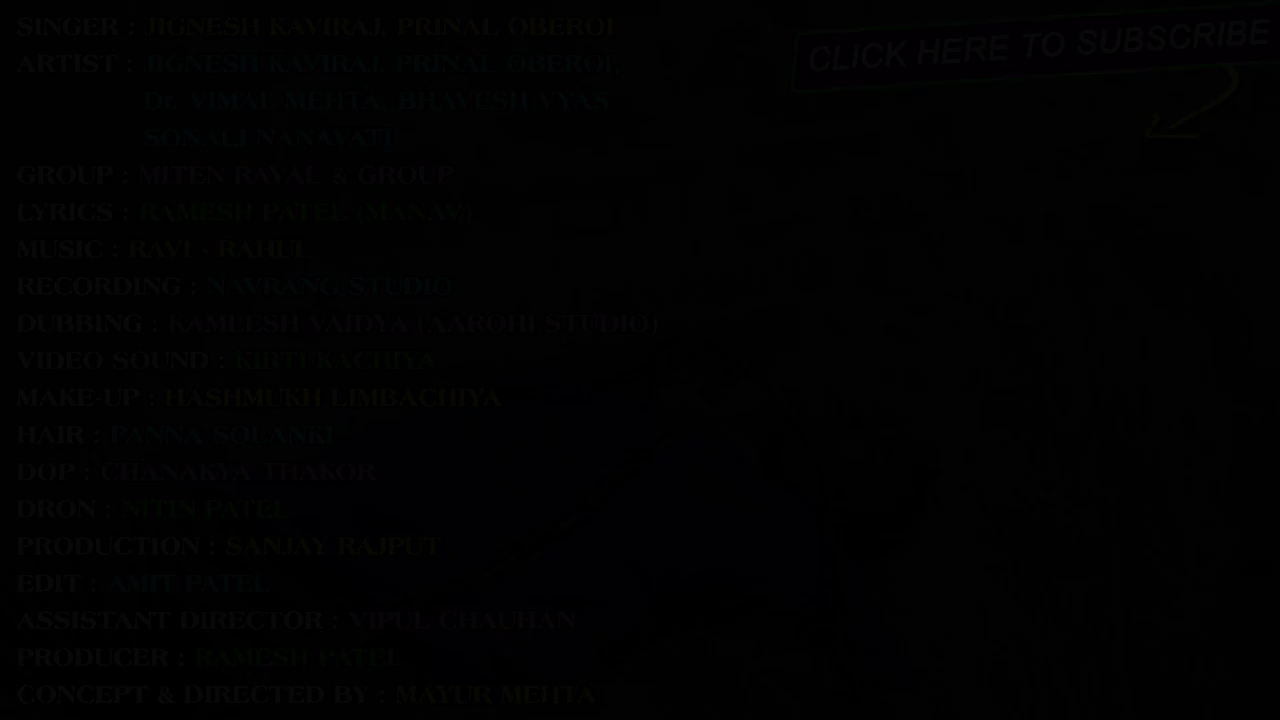 SINGER : JIGNESH KAVIRAJ, PRINAL OBEROI
ARTIST : JIGNESH KAVIRAJ, PRINAL OBEROI,
Dr. VIMAL MEHTA, BHAVESH VYAS
SONALI NANAVATII
GROUP : MITEN RAVAL & GROUP
LYRICS : RAMESH PATEL (MANAV)
MUSIC : RAVI - RAHUL
RECORDING : NAVRANG STUDIO
DUBBING : KAMLESH VAIDYA (AAROHI STUDIO)
VIDEO SOUND : KIRTI KACHIYA
MAKE-UP : HASHMUKH LIMBACHIYA
HAIR : PANNA SOLANKI
DOP : CHANAKYA THAKOR
DRON : NITIN PATEL
PRODUCTION : SANJAY RAJPUT
EDIT : AMIT PATEL
ASSISTANT DIRECTOR : VIPUL CHAUHAN
PRODUCER : RAMESH PATEL
CONCEPT & DIRECTED BY : MAYUR MEHTA
CLICK HERE TO SUBSCRIBE